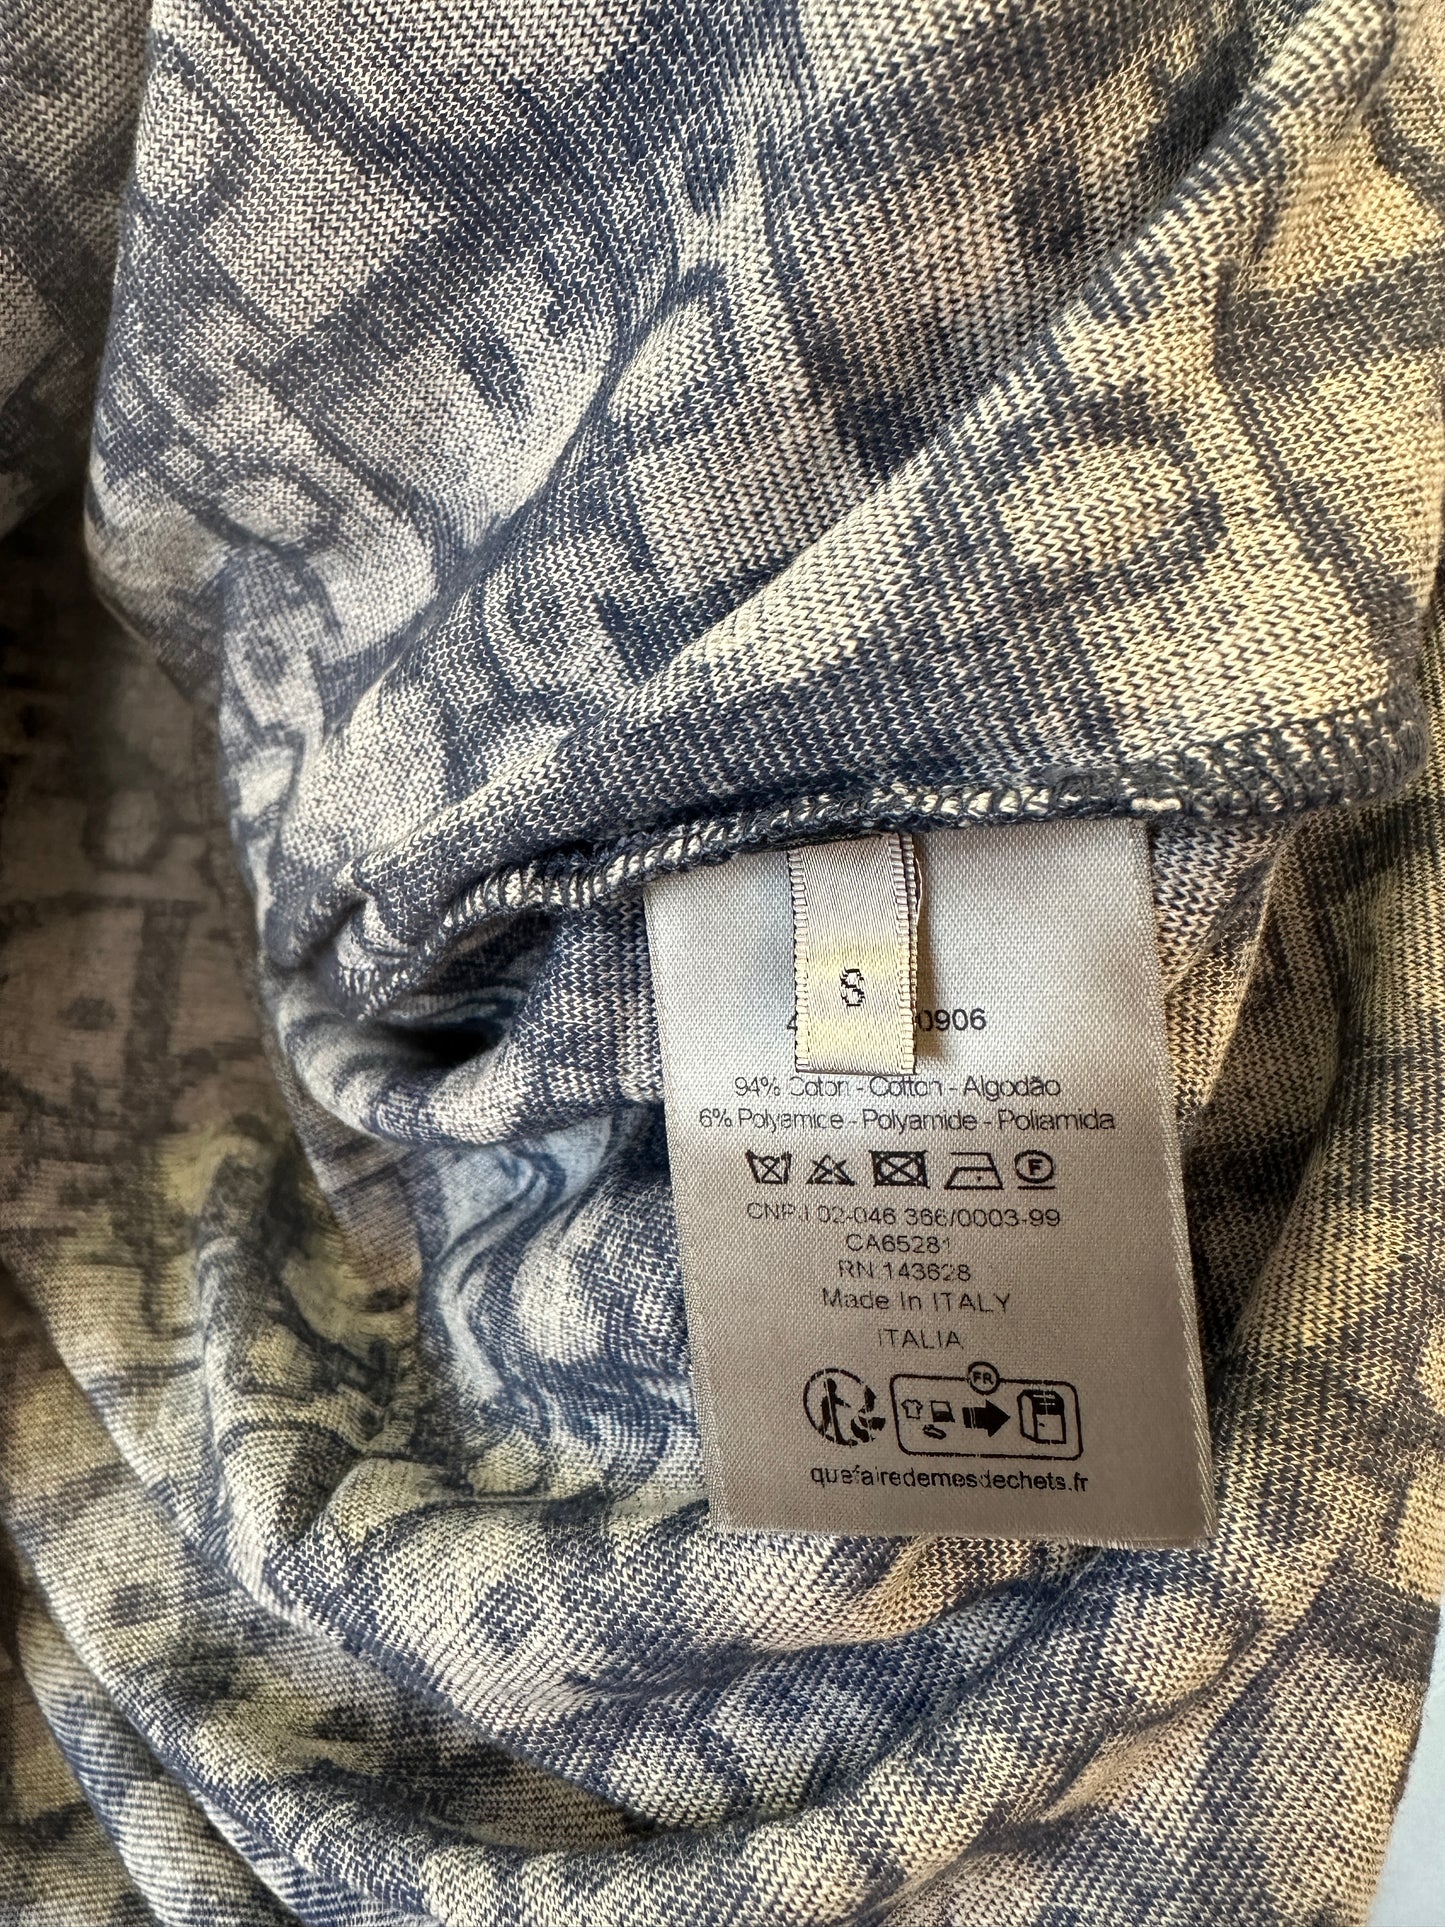 S
0906
94% Coton - Cotton - Algodão
6% Polyamide - Polyamide - Poliamida
F
CNPJ 02-046 366/0003-99
CA65281
RN 143628
Made In ITALY
ITALIA
FR
quefairedemesdechets.fr